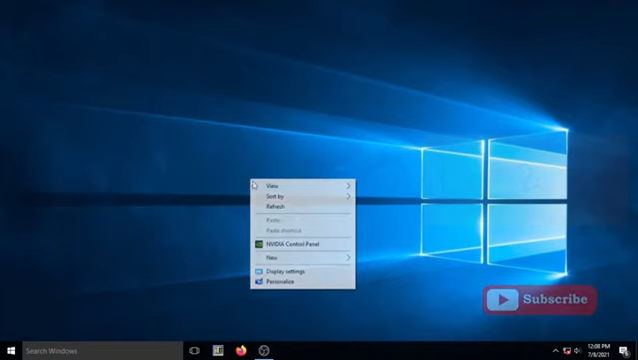 View
Sort by
Refresh
Paste
Paste shortcut
NVIDIA Control Panel
New
Display settings
Personalize
Subscribe
Search Windows
12:08 PM
7/8/2021